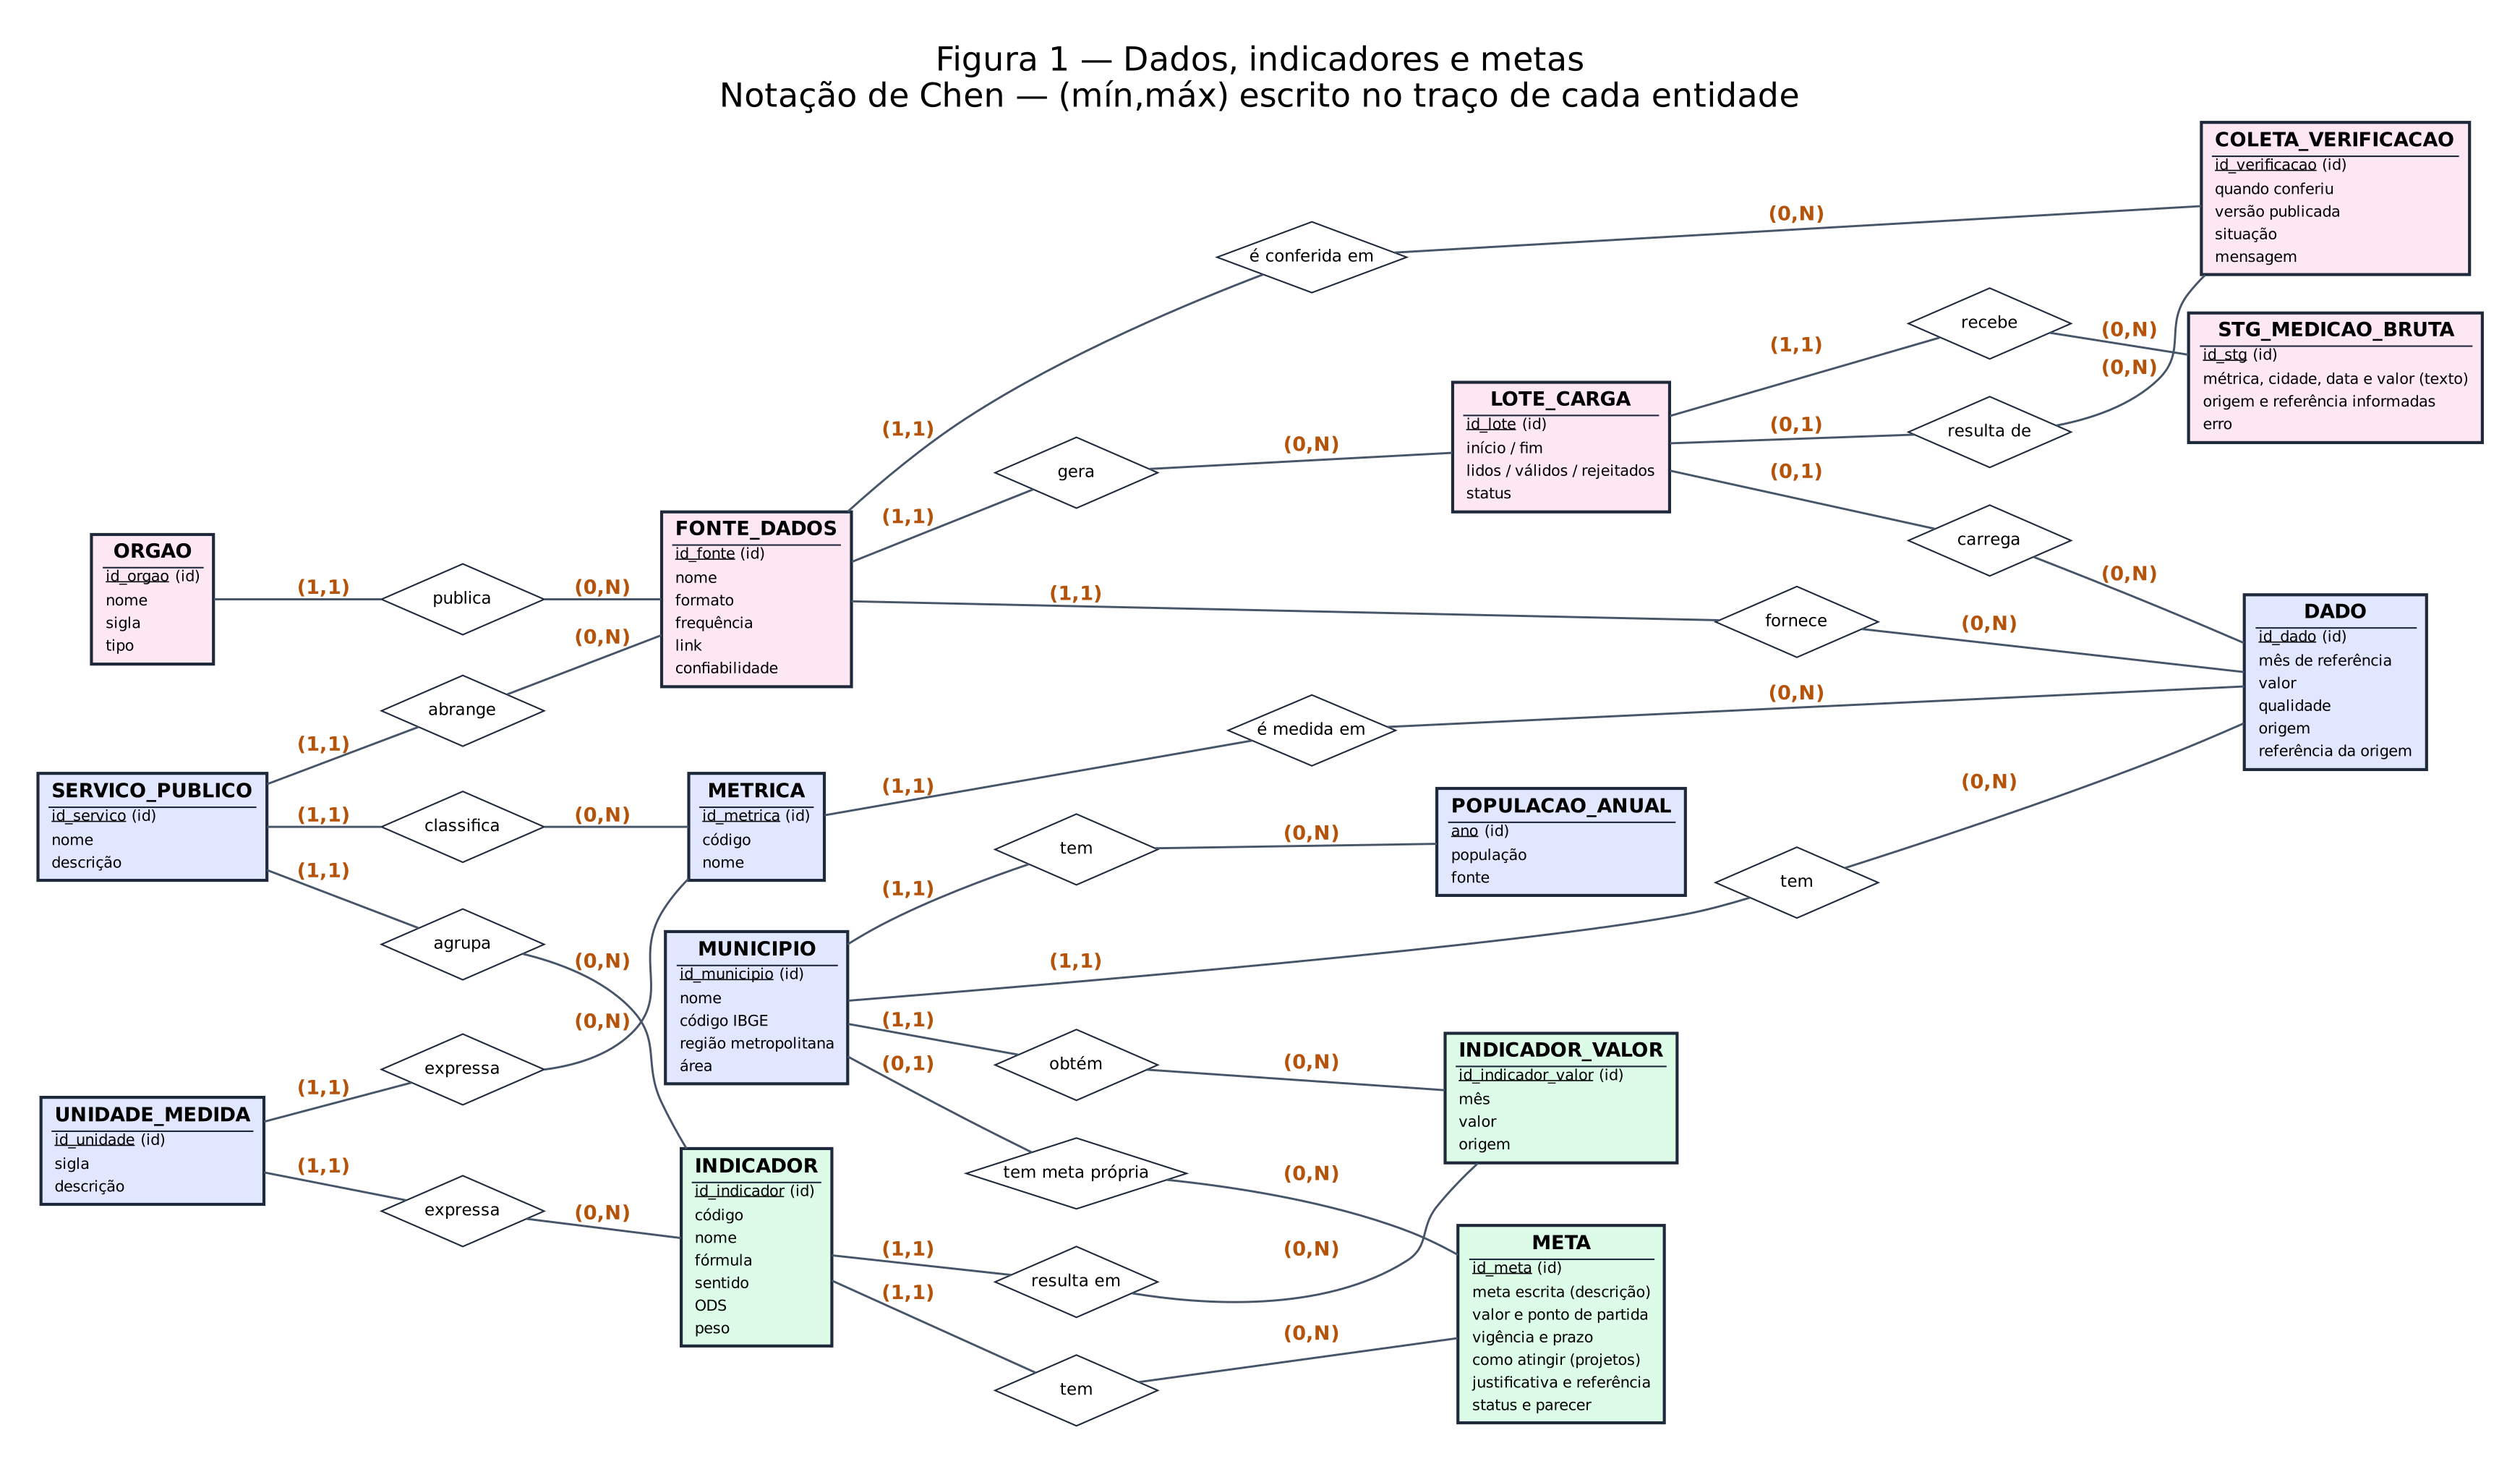 Figura 1 — Dados, indicadores e metas
Notação de Chen — (mín,máx) escrito no traço de cada entidade
COLETA_VERIFICACAO
id_verificacao (id)
quando conferiu
versão publicada
situação
mensagem
(0,N)
é conferida em
(1,1)
recebe
(0,N)
(1,1)
STG_MEDICAO_BRUTA
id_stg (id)
métrica, cidade, data e valor (texto)
origem e referência informadas
erro
(0,N)
resulta de
(0,1)
LOTE_CARGA
id_lote (id)
início / fim
lidos / válidos / rejeitados
status
(0,1)
carrega
(0,N)
gera
(0,N)
(1,1)
ORGAO
id_orgao (id)
nome
sigla
tipo
(1,1)
publica
(0,N)
FONTE_DADOS
id_fonte (id)
nome
formato
frequência
link
confiabilidade
(1,1)
fornece
(0,N)
DADO
id_dado (id)
mês de referência
valor
qualidade
origem
referência da origem
(0,N)
abrange
(1,1)
SERVICO_PUBLICO
id_servico (id)
nome
descrição
(1,1)
classifica
(0,N)
METRICA
id_metrica (id)
código
nome
(1,1)
é medida em
(0,N)
(1,1)
agrupa
(0,N)
(1,1)
tem
(0,N)
POPULACAO_ANUAL
ano (id)
população
fonte
(0,N)
tem
(1,1)
MUNICIPIO
id_municipio (id)
nome
código IBGE
região metropolitana
área
(1,1)
obtém
(0,N)
INDICADOR_VALOR
id_indicador_valor (id)
mês
valor
origem
(0,1)
tem meta própria
(0,N)
UNIDADE_MEDIDA
id_unidade (id)
sigla
descrição
(1,1)
expressa
(0,N)
(1,1)
expressa
(0,N)
INDICADOR
id_indicador (id)
código
nome
fórmula
sentido
ODS
peso
(1,1)
resulta em
(0,N)
(1,1)
tem
(0,N)
META
id_meta (id)
meta escrita (descrição)
valor e ponto de partida
vigência e prazo
como atingir (projetos)
justificativa e referência
status e parecer